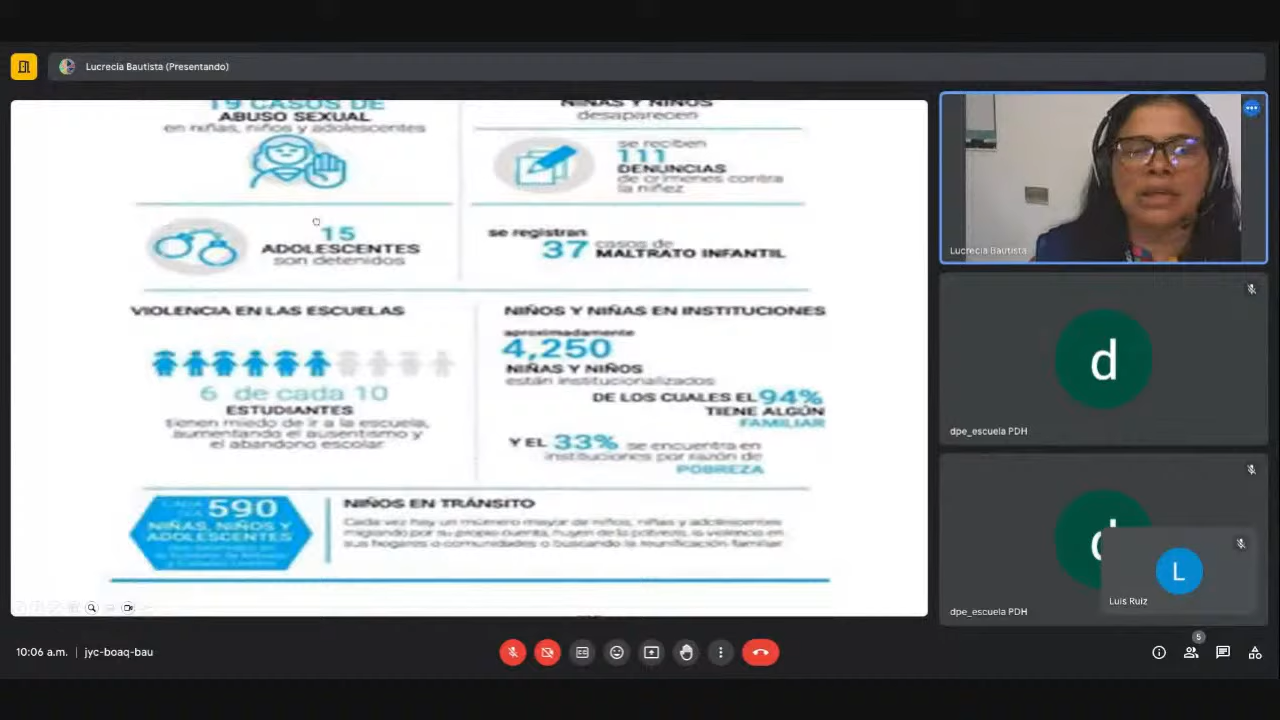 Lucrecia Bautista (Presentando)
19 CASOS DE
ABUSO SEXUAL
en niñas, niños y adolescentes
NIÑAS Y NIÑOS
desaparecen
se reciben
111
DENUNCIAS
de crímenes contra
la niñez
15
ADOLESCENTES
son detenidos
se registran
37 casos de
MALTRATO INFANTIL
VIOLENCIA EN LAS ESCUELAS
6 de cada 10
ESTUDIANTES
tienen miedo de ir a la escuela,
aumentando el ausentismo y
el abandono escolar
NIÑOS Y NIÑAS EN INSTITUCIONES
aproximadamente
4,250
NIÑAS Y NIÑOS
están institucionalizados
DE LOS CUALES EL 94%
TIENE ALGÚN
FAMILIAR
Y EL 33% se encuentra en
instituciones por razón de
POBREZA
CADA
DÍA 590
NIÑAS, NIÑOS Y
ADOLESCENTES
NIÑOS EN TRÁNSITO
Cada vez hay un número mayor de niños, niñas y adolescentes
migrando por su propia cuenta, huyen de la pobreza, la violencia en
sus hogares o comunidades o buscando la reunificación familiar
Lucrecia Bautista
d
dpe_escuela PDH
d
dpe_escuela PDH
L
Luis Ruiz
10:06 a.m. | jyc-boaq-bau
5